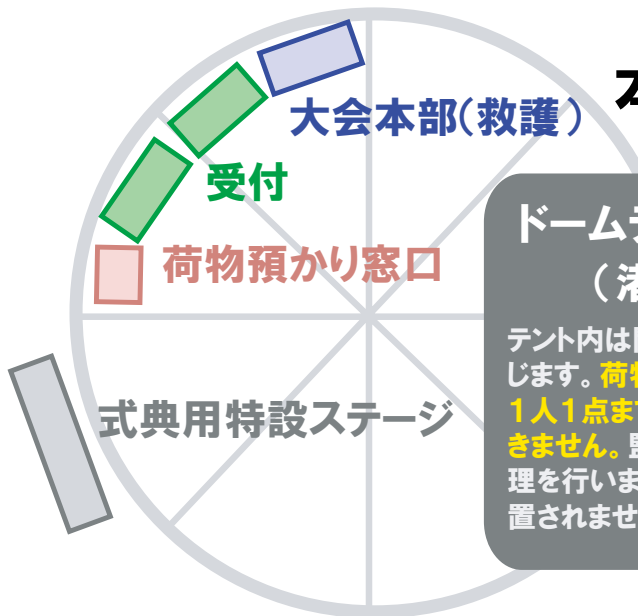 大会本部（救護）
受付
荷物預かり窓口
式典用特設ステージ
ドーム
（
テント内は
じます。荷物
１人１点ま
きません。
理を行いま
置されませ